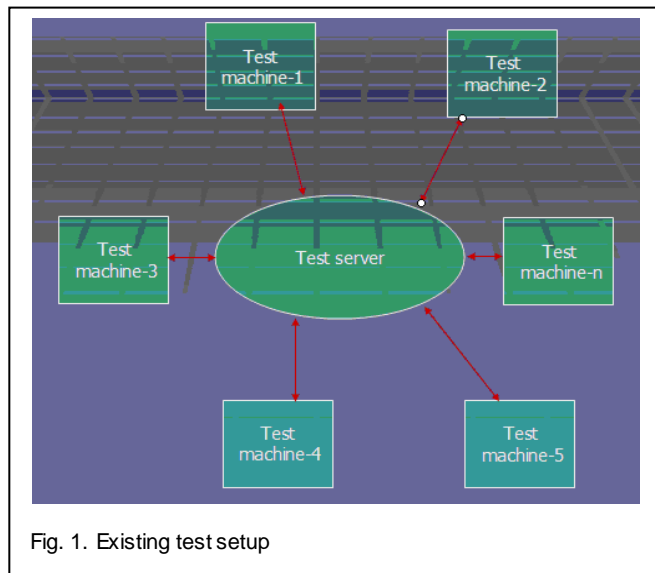 Test
machine-1
Test
machine-2
Test
machine-3
Test server
Test
machine-n
Test
machine-4
Test
machine-5
Fig. 1. Existing test setup